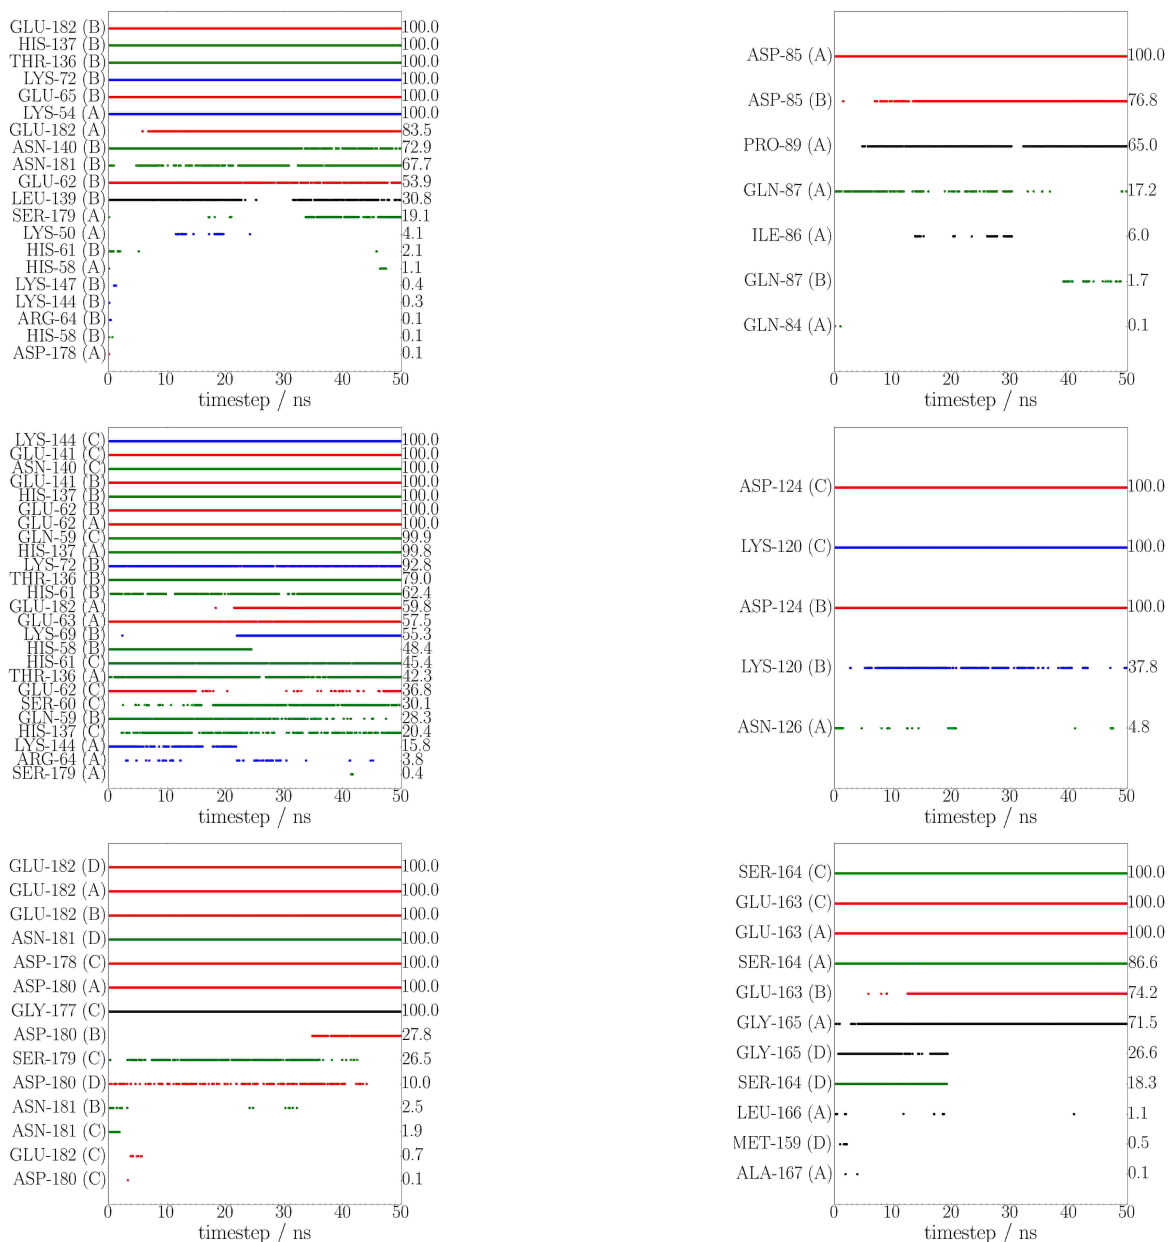 GLU-182 (B) 100.0
HIS-137 (B) 100.0
THR-136 (B) 100.0
LYS-72 (B) 100.0
GLU-65 (B) 100.0
LYS-54 (A) 100.0
GLU-182 (A) 83.5
ASN-140 (B) 72.9
ASN-181 (B) 67.7
GLU-62 (B) 53.9
LEU-139 (B) 30.8
SER-179 (A) 19.1
LYS-50 (A) 4.1
HIS-61 (B) 2.1
HIS-58 (A) 1.1
LYS-147 (B) 0.4
LYS-144 (B) 0.3
ARG-64 (B) 0.1
HIS-58 (B) 0.1
ASP-178 (A) 0.1
0 10 20 30 40 50
timestep / ns
ASP-85 (A) 100.0
ASP-85 (B) 76.8
PRO-89 (A) 65.0
GLN-87 (A) 17.2
ILE-86 (A) 6.0
GLN-87 (B) 1.7
GLN-84 (A) 0.1
0 10 20 30 40 50
timestep / ns
LYS-144 (C) 100.0
GLU-141 (C) 100.0
ASN-140 (C) 100.0
GLU-141 (B) 100.0
HIS-137 (B) 100.0
GLU-62 (B) 100.0
GLU-62 (A) 100.0
GLN-59 (C) 99.9
HIS-137 (A) 99.8
LYS-72 (B) 92.8
THR-136 (B) 79.0
HIS-61 (B) 62.4
GLU-182 (A) 59.8
GLU-63 (A) 57.5
LYS-69 (B) 55.3
HIS-58 (B) 48.4
HIS-61 (C) 45.4
THR-136 (A) 42.3
GLU-62 (C) 36.8
SER-60 (C) 30.1
GLN-59 (B) 28.3
HIS-137 (C) 20.4
LYS-144 (A) 15.8
ARG-64 (A) 3.8
SER-179 (A) 0.4
0 10 20 30 40 50
timestep / ns
ASP-124 (C) 100.0
LYS-120 (C) 100.0
ASP-124 (B) 100.0
LYS-120 (B) 37.8
ASN-126 (A) 4.8
0 10 20 30 40 50
timestep / ns
GLU-182 (D) 100.0
GLU-182 (A) 100.0
GLU-182 (B) 100.0
ASN-181 (D) 100.0
ASP-178 (C) 100.0
ASP-180 (A) 100.0
GLY-177 (C) 100.0
ASP-180 (B) 27.8
SER-179 (C) 26.5
ASP-180 (D) 10.0
ASN-181 (B) 2.5
ASN-181 (C) 1.9
GLU-182 (C) 0.7
ASP-180 (C) 0.1
0 10 20 30 40 50
timestep / ns
SER-164 (C) 100.0
GLU-163 (C) 100.0
GLU-163 (A) 100.0
SER-164 (A) 86.6
GLU-163 (B) 74.2
GLY-165 (A) 71.5
GLY-165 (D) 26.6
SER-164 (D) 18.3
LEU-166 (A) 1.1
MET-159 (D) 0.5
ALA-167 (A) 0.1
0 10 20 30 40 50
timestep / ns